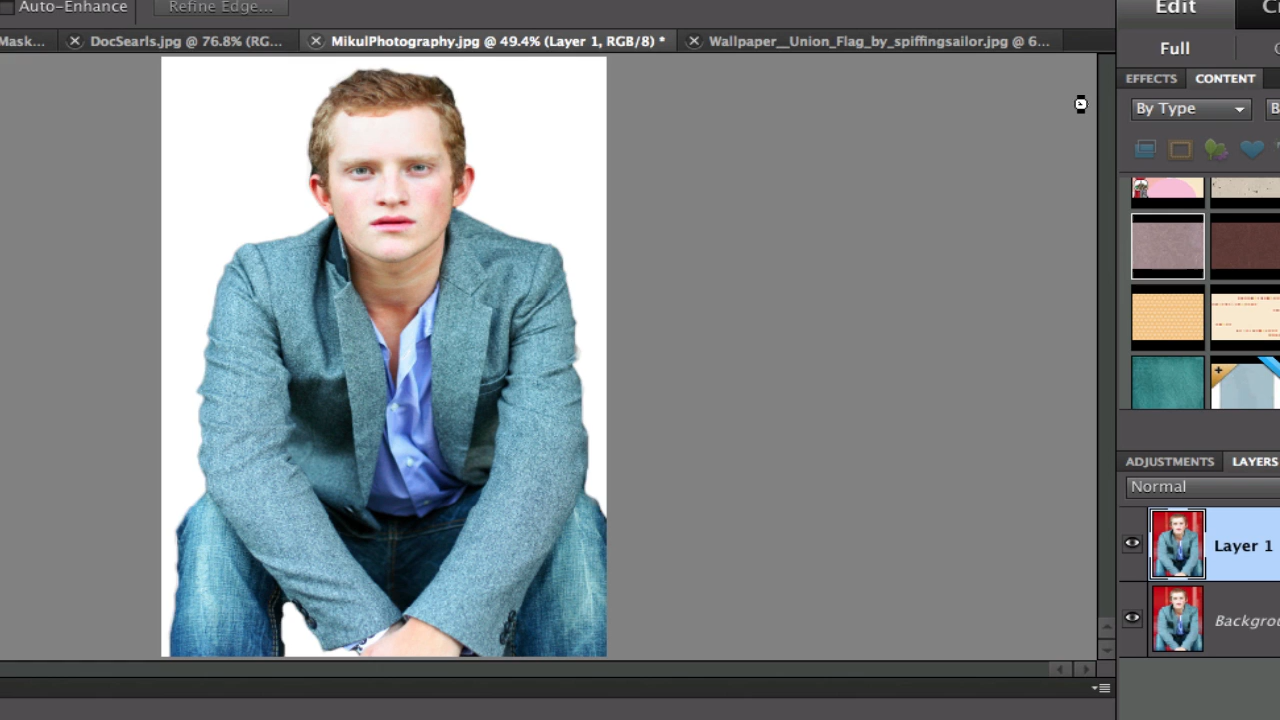 Auto-Enhance
Refine Edge...
Edit
Mask...
DocSearls.jpg @ 76.8% (RG...
MikulPhotography.jpg @ 49.4% (Layer 1, RGB/8) *
Wallpaper__Union_Flag_by_spiffingsailor.jpg @ 6...
Full
EFFECTS
CONTENT
By Type
ADJUSTMENTS
LAYERS
Normal
Layer 1
Backgrou